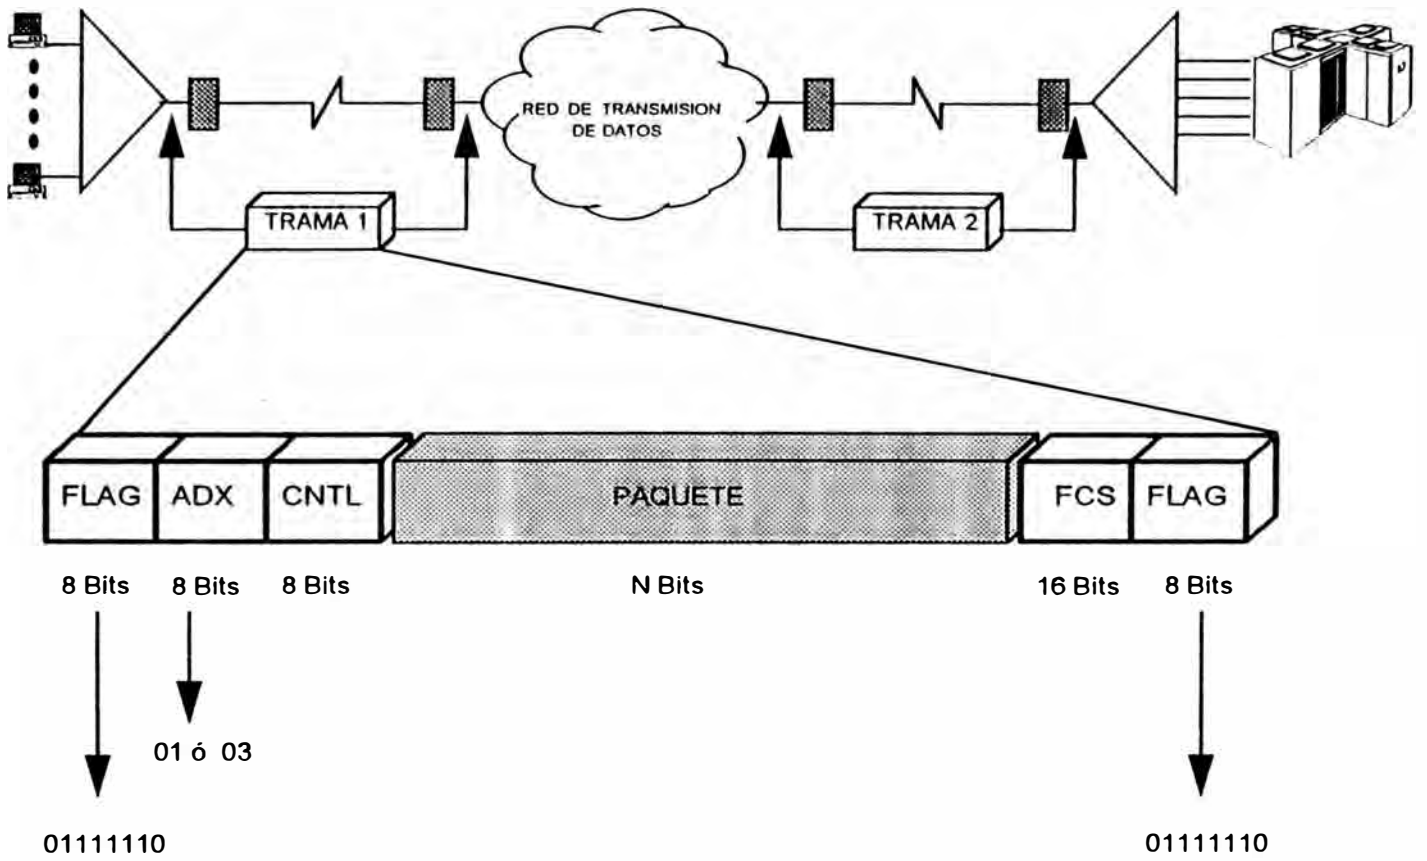 RED DE TRANSMISION
DE DATOS
TRAMA 1
TRAMA 2
FLAG ADX CNTL PAQUETE FCS FLAG
8 Bits 8 Bits 8 Bits N Bits 16 Bits 8 Bits
01 ó 03
01111110 01111110